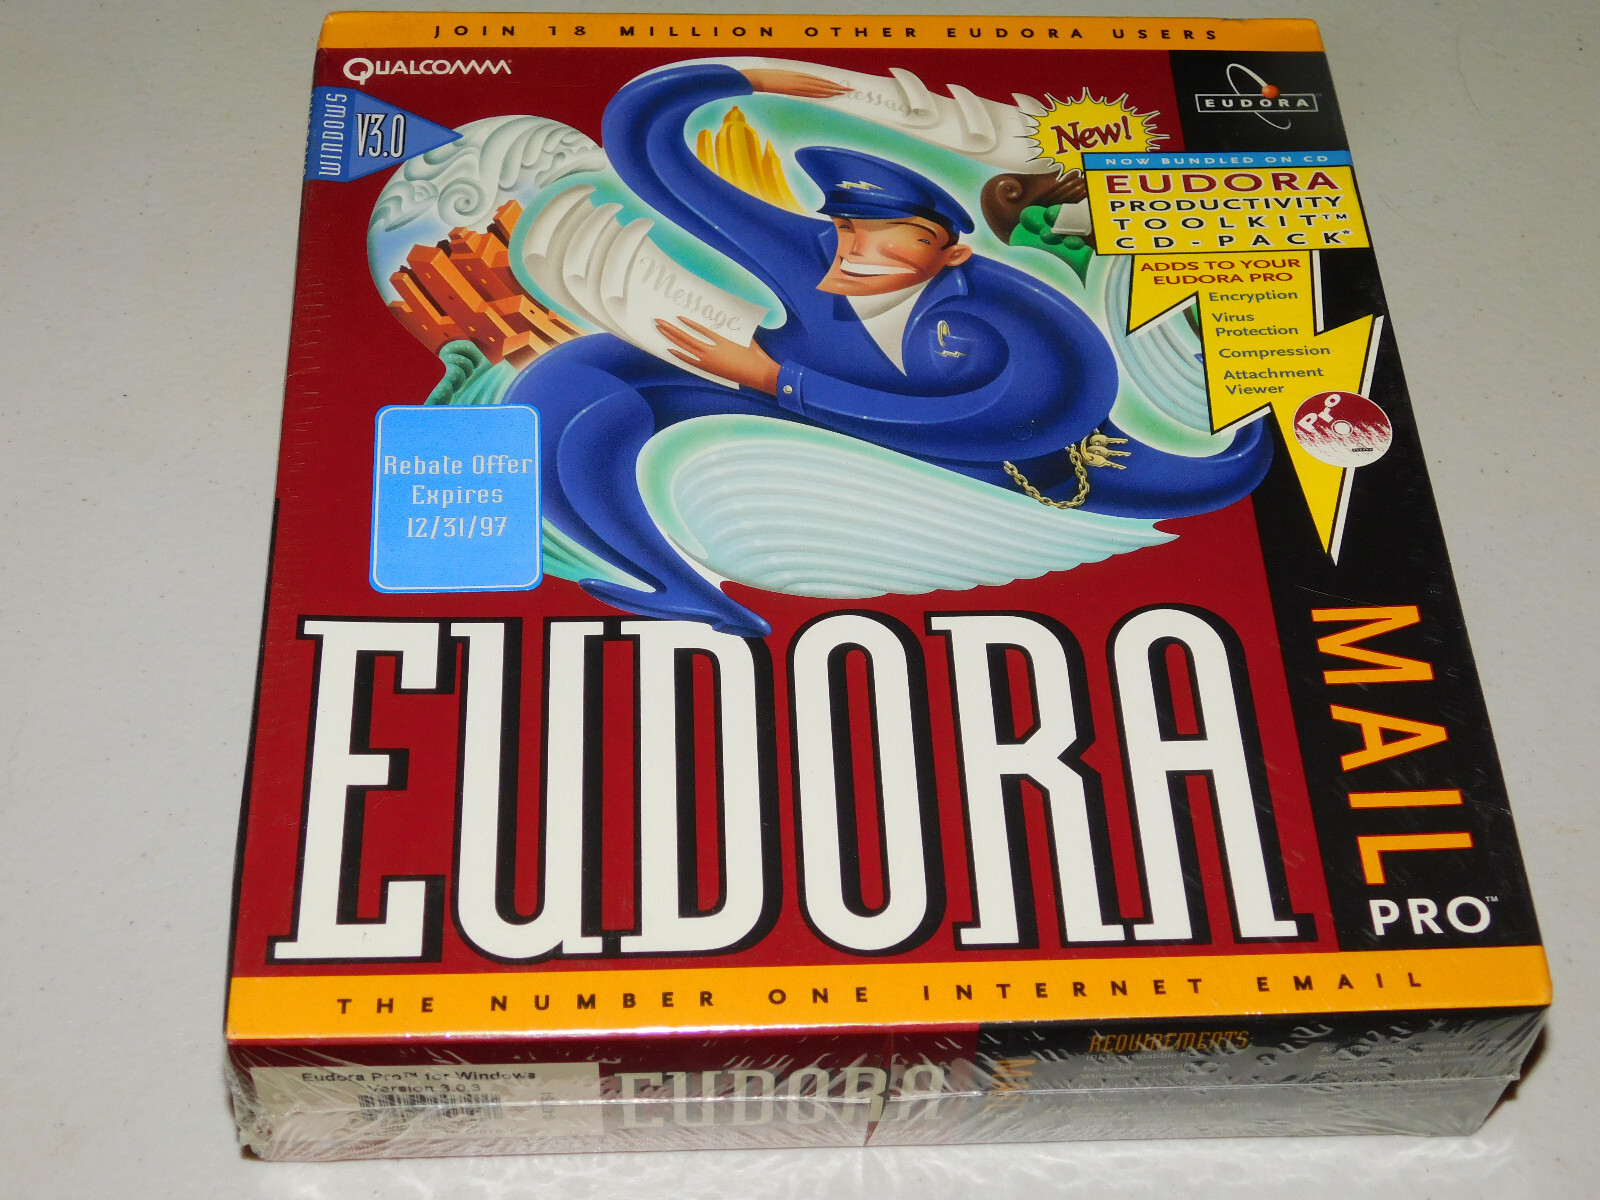 JOIN 18 MILLION OTHER EUDORA USERS
QUALCOMM
WINDOWS
V3.0
Message
Message
New!
EUDORA
NOW BUNDLED ON CD
EUDORA
PRODUCTIVITY
TOOLKIT™
CD-PACK*
ADDS TO YOUR
EUDORA PRO
Encryption
Virus
Protection
Compression
Attachment
Viewer
Pro
Rebate Offer
Expires
12/31/97
EUDORA
MAIL
PRO™
THE NUMBER ONE INTERNET EMAIL
Eudora Pro™ for Windows
Version 3.0.3
EUDORA
REQUIREMENTS